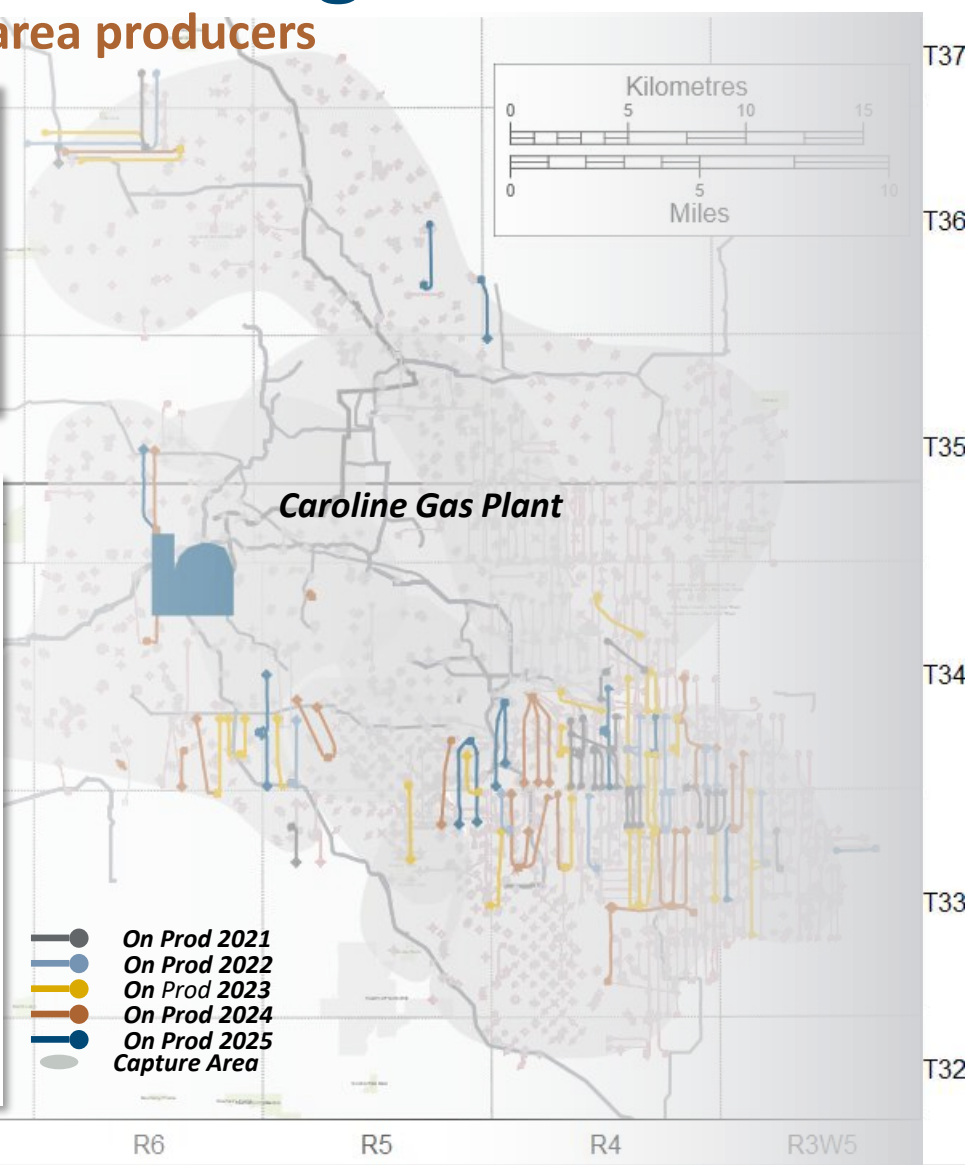 area producers
Kilometres
0 5 10 15
0 5 10
Miles
T37
T36
T35
Caroline Gas Plant
T34
T33
T32
On Prod 2021
On Prod 2022
On Prod 2023
On Prod 2024
On Prod 2025
Capture Area
R6 R5 R4 R3W5